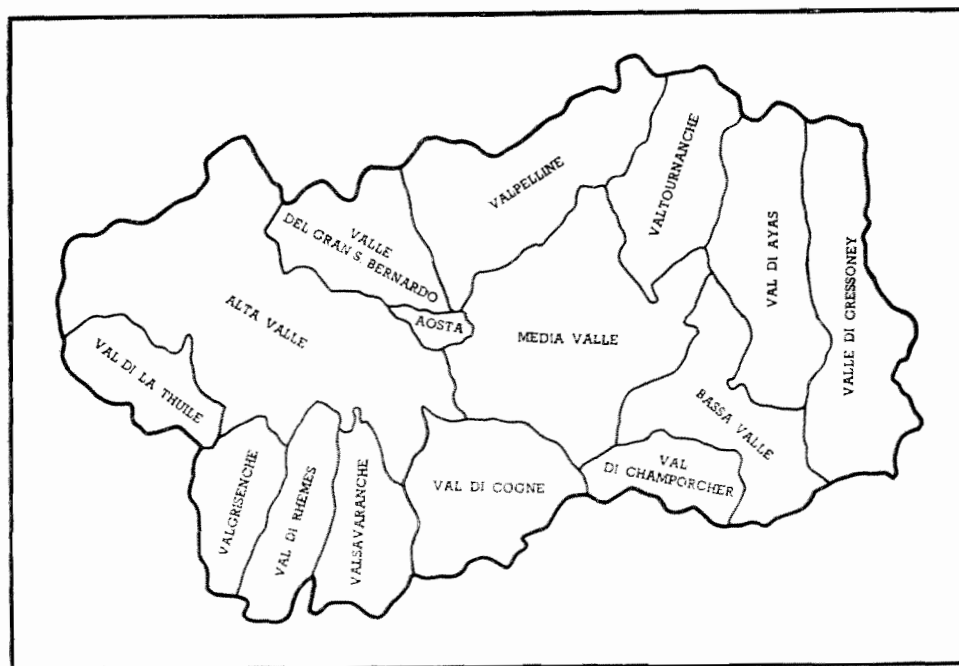 VALPELLINE
VALTOURNANCHE
VALLE
DEL GRAN S. BERNARDO
VAL DI AYAS
VALLE DI GRESSONEY
ALTA VALLE
AOSTA
MEDIA VALLE
VAL DI LA THUILE
BASSA VALLE
VALGRISENCHE
VAL DI RHEMES
VALSAVARANCHE
VAL DI COGNE
VAL
DI CHAMPORCHER